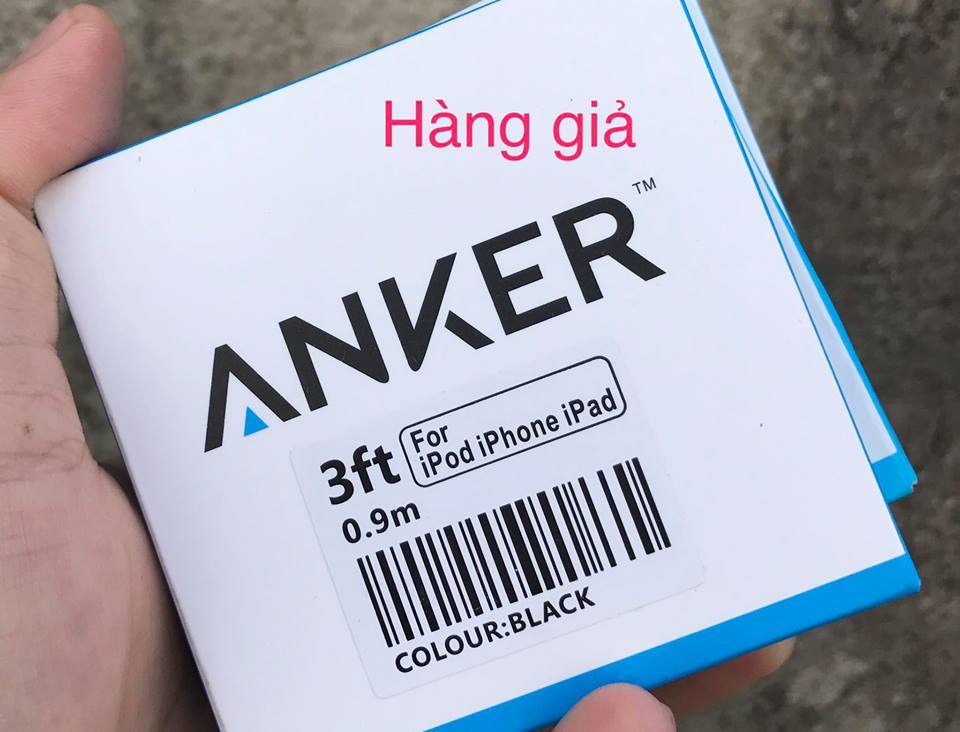 Hàng giả
ANKER™
3ft
For
iPod iPhone iPad
0.9m
COLOUR:BLACK